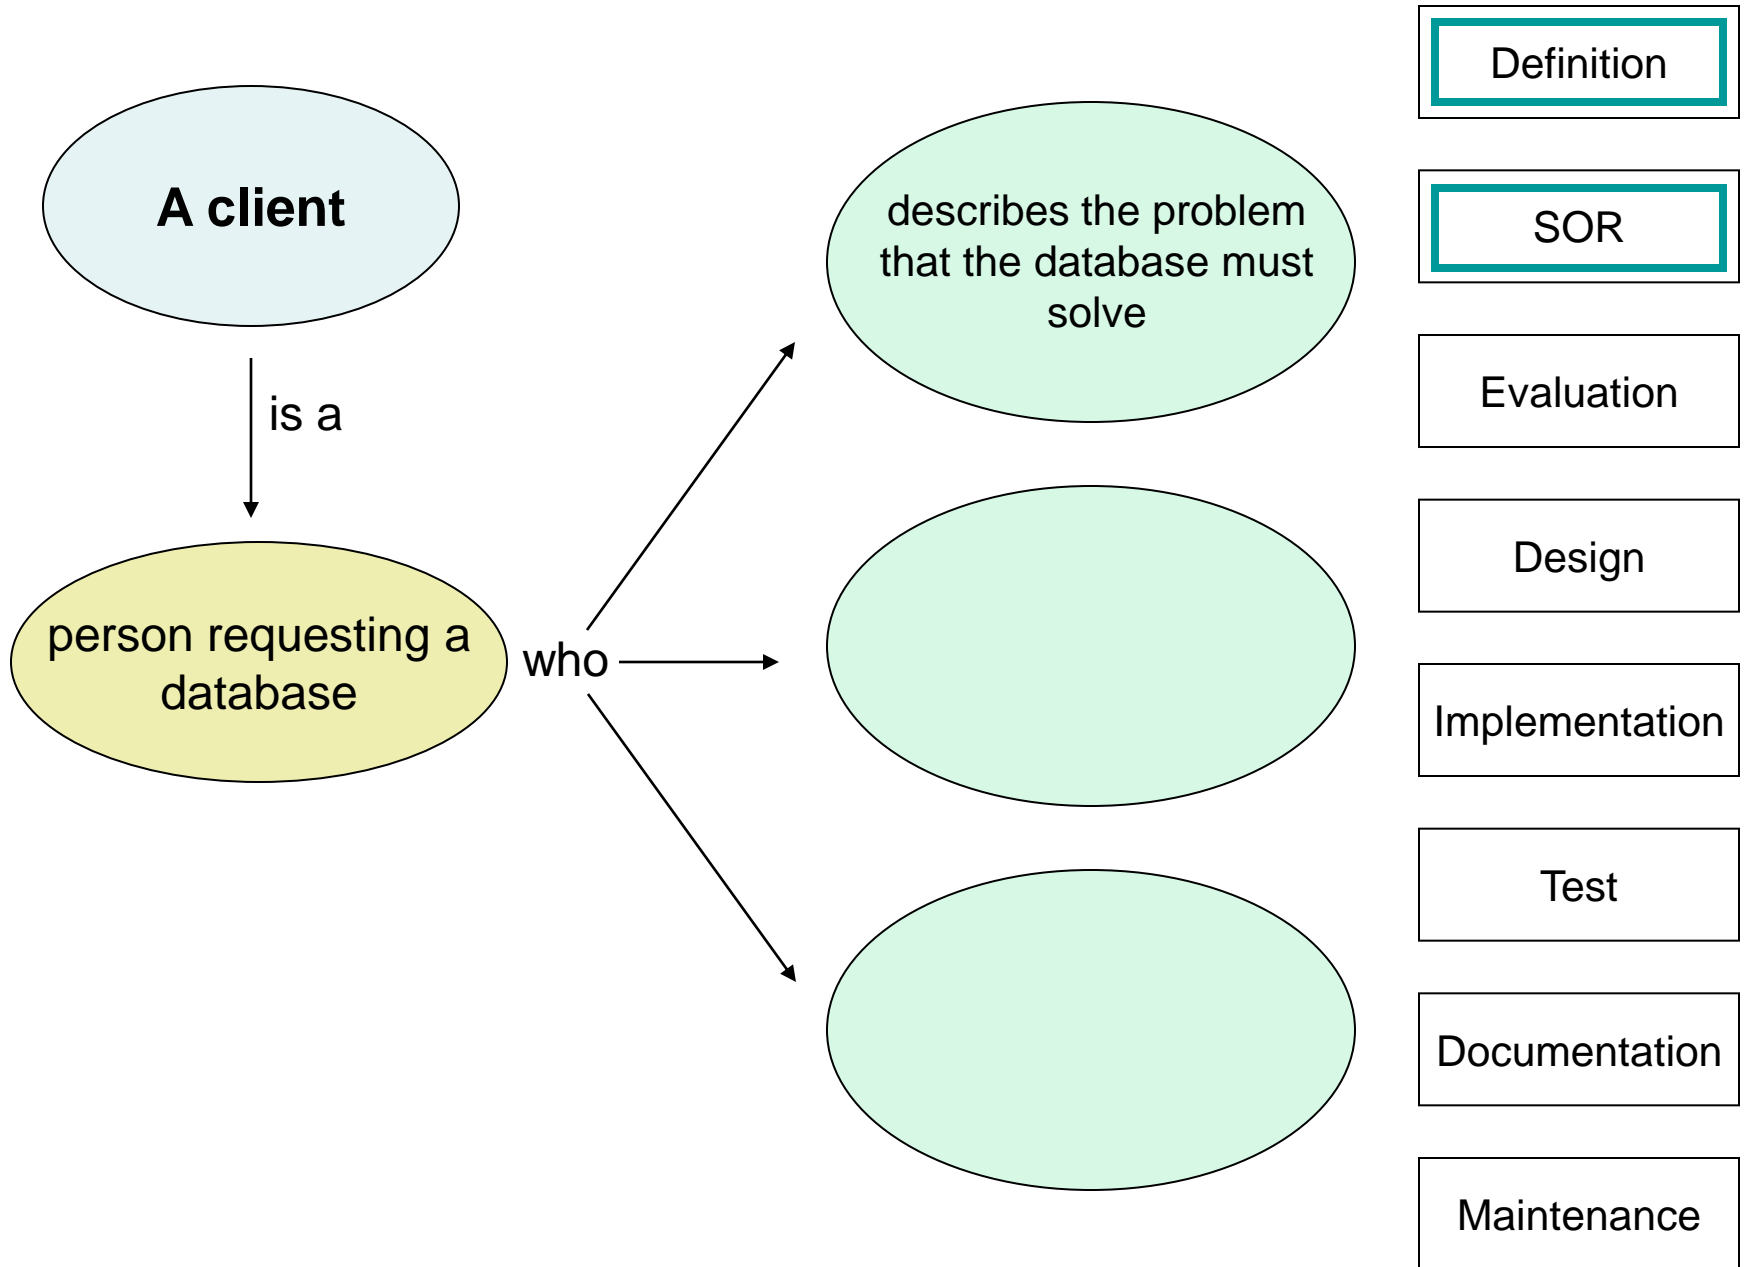 A client
is a
person requesting a
database
who
describes the problem
that the database must
solve
Definition
SOR
Evaluation
Design
Implementation
Test
Documentation
Maintenance